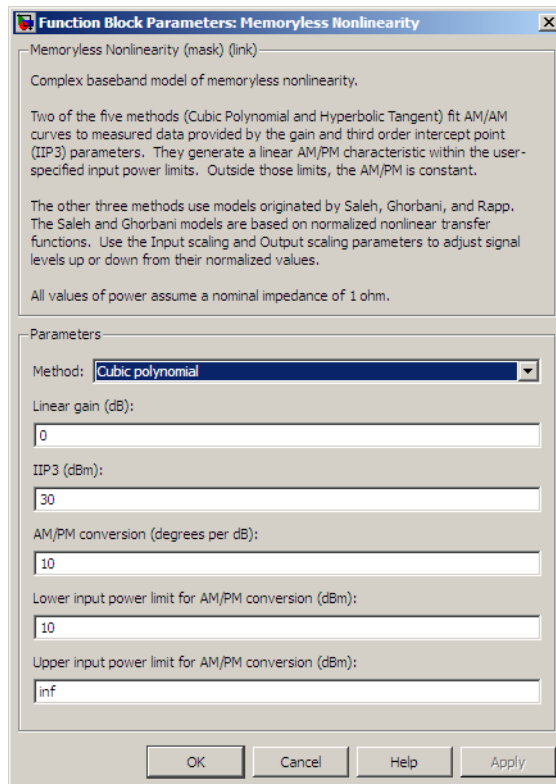 Function Block Parameters: Memoryless Nonlinearity
Memoryless Nonlinearity (mask) (link)
Complex baseband model of memoryless nonlinearity.
Two of the five methods (Cubic Polynomial and Hyperbolic Tangent) fit AM/AM
curves to measured data provided by the gain and third order intercept point
(IIP3) parameters.  They generate a linear AM/PM characteristic within the user-
specified input power limits.  Outside those limits, the AM/PM is constant.
The other three methods use models originated by Saleh, Ghorbani, and Rapp.
The Saleh and Ghorbani models are based on normalized nonlinear transfer
functions.  Use the Input scaling and Output scaling parameters to adjust signal
levels up or down from their normalized values.
All values of power assume a nominal impedance of 1 ohm.
Parameters
Method: Cubic polynomial
Linear gain (dB):
0
IIP3 (dBm):
30
AM/PM conversion (degrees per dB):
10
Lower input power limit for AM/PM conversion (dBm):
10
Upper input power limit for AM/PM conversion (dBm):
inf
OK Cancel Help Apply